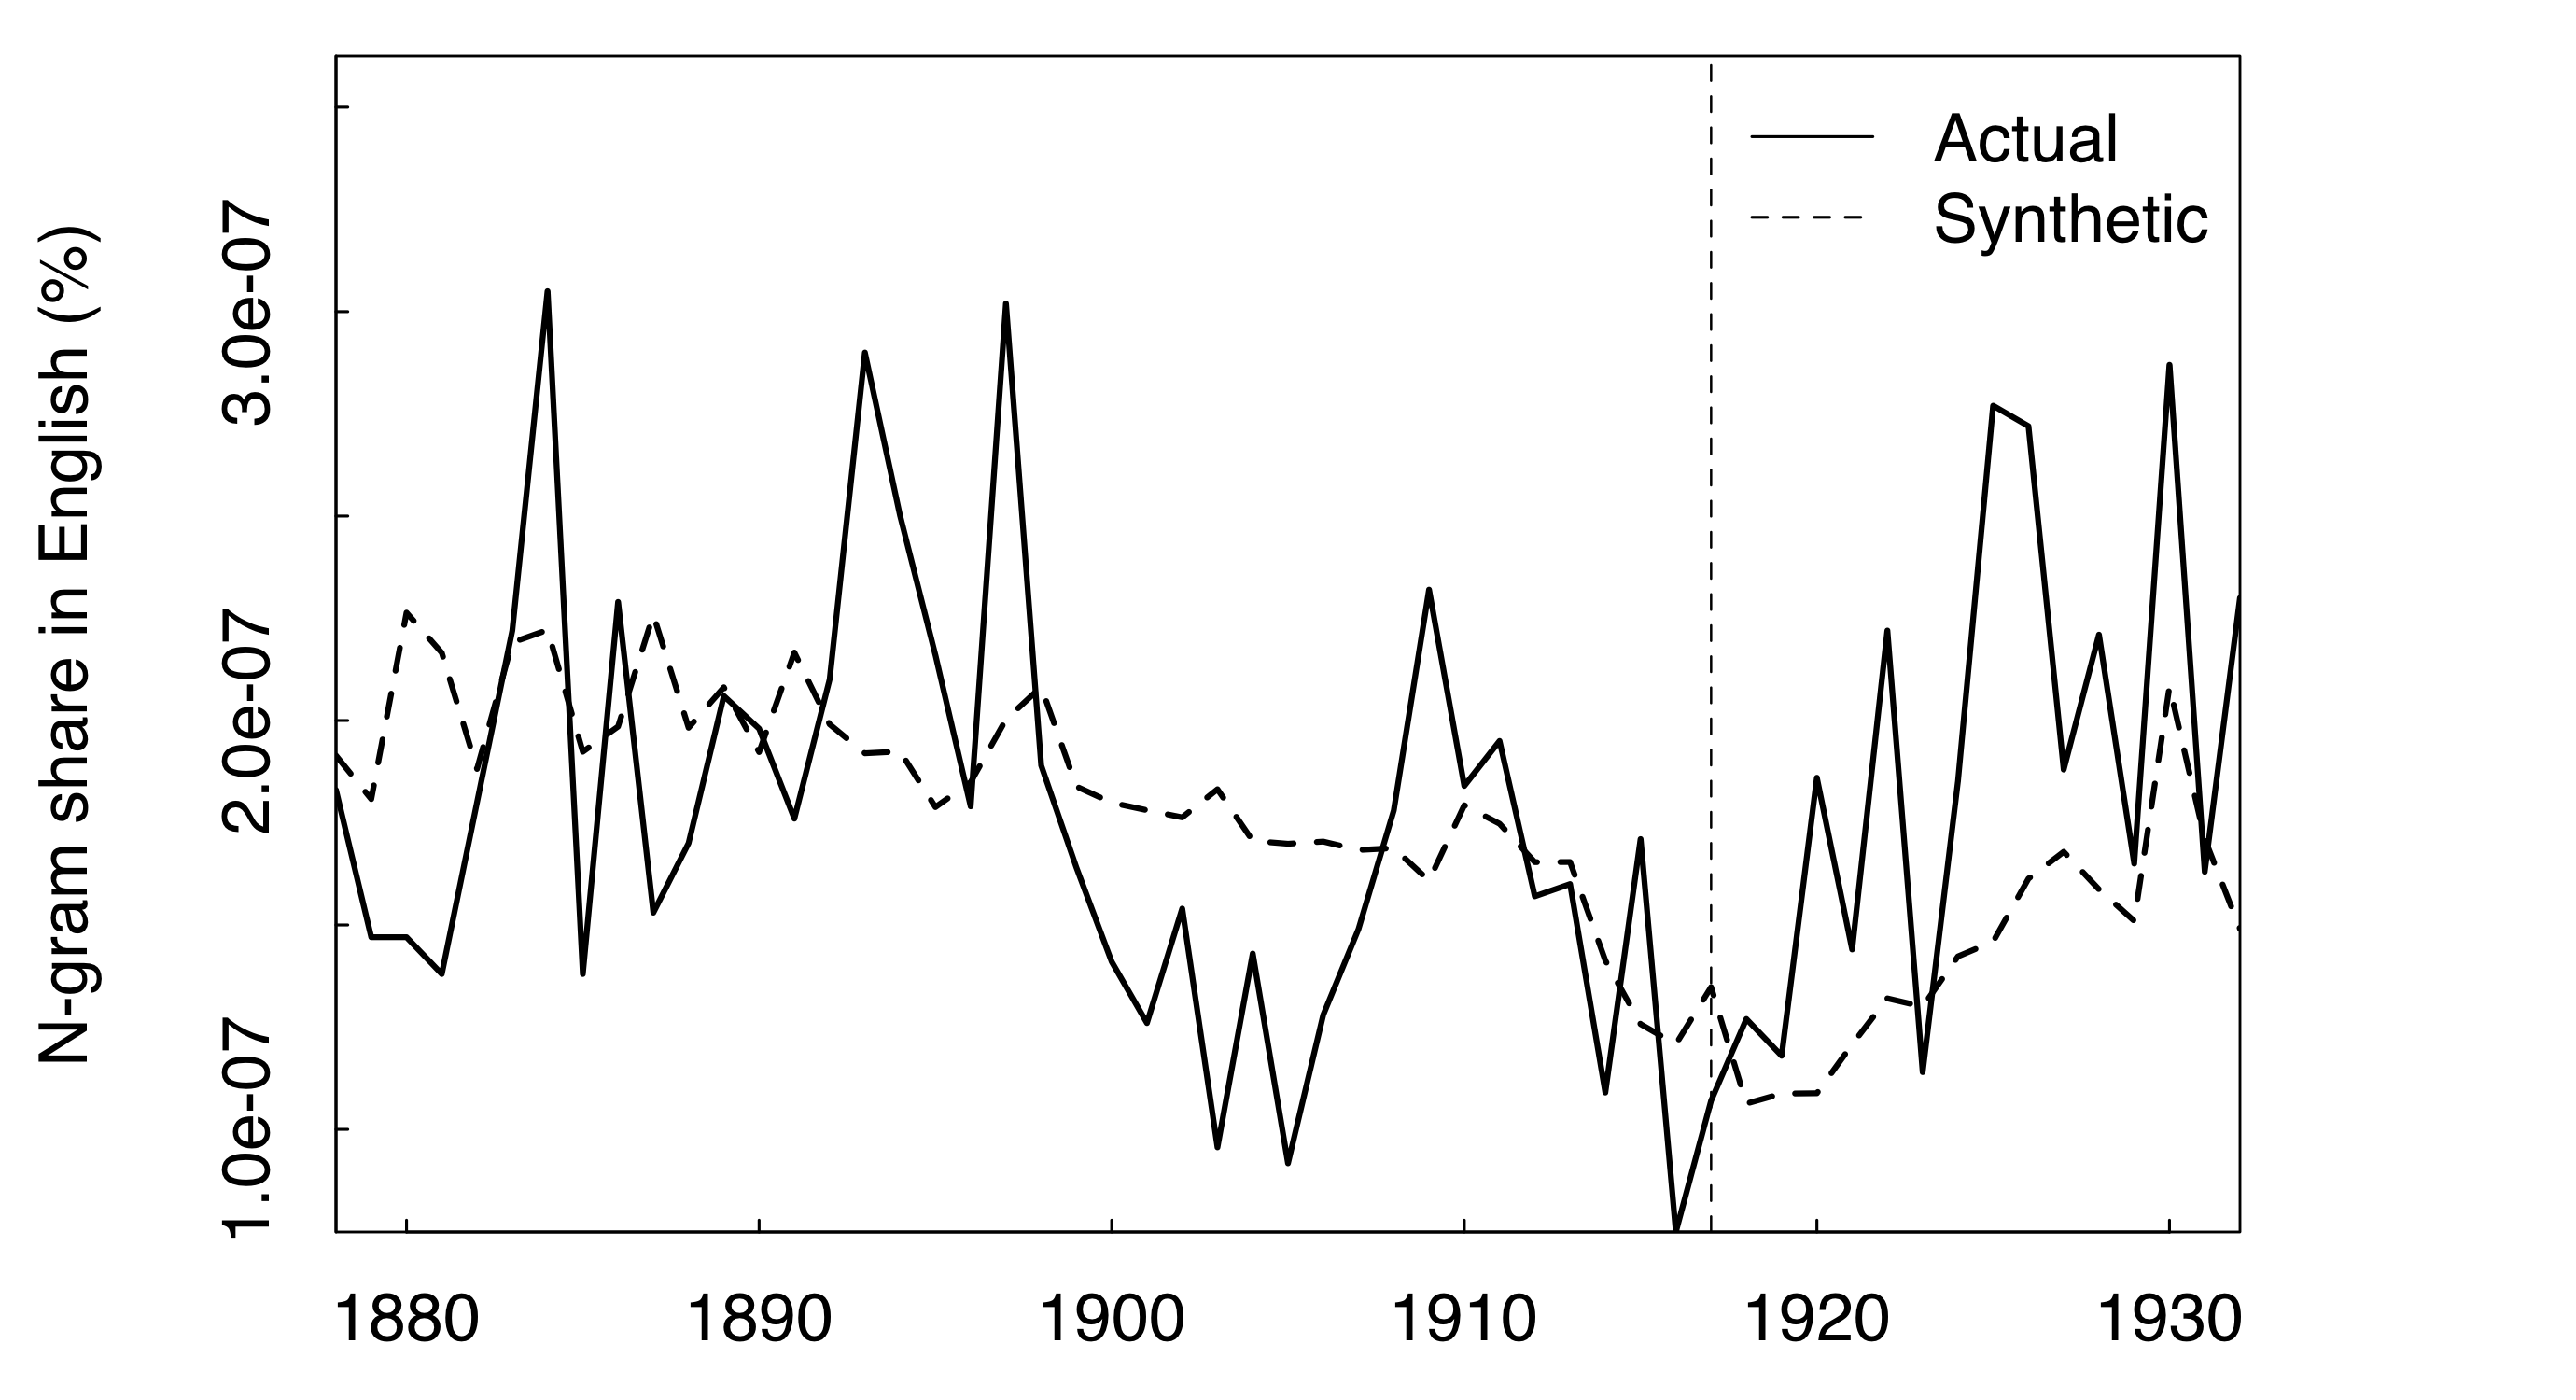 N-gram share in English (%)
3.0e-07
2.0e-07
1.0e-07
Actual
Synthetic
1880 1890 1900 1910 1920 1930